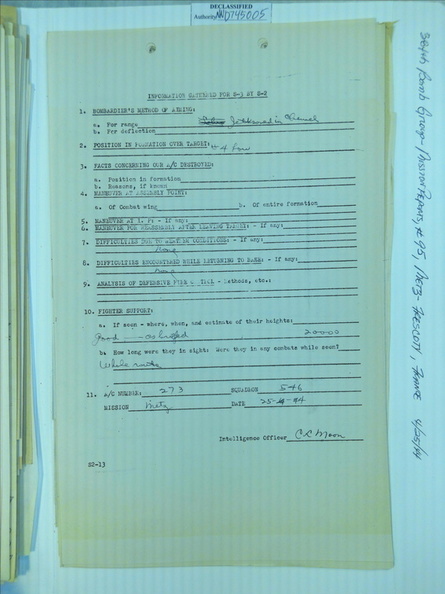 DECLASSIFIED
Authority NND745005
INFORMATION GATHERED FOR S-3 BY S-2
1. BOMBARDIER'S METHOD OF AIMING:
a. For range
b. For deflection
2. POSITION IN FORMATION OVER TARGET: #4
3. FACTS CONCERNING OUR A/C DESTROYED:
a. Position in formation
b. Reasons, if known
4. MANEUVER AT ASSEMBLY POINT:
a. Of Combat wing b. Of entire formation
5. MANEUVER AT I. P: - If any:
6. MANEUVER FOR REASSEMBLY AFTER LEAVING TARGET: - If any:
7. DIFFICULTIES DUE TO WEATHER CONDITIONS: - If any:
None
8. DIFFICULTIES ENCOUNTERED WHILE RETURNING TO BASE: - If any:
None
9. ANALYSIS OF DEFENSIVE FIRE CONTROL - Methods, etc.:
10. FIGHTER SUPPORT:
a. If seen - where, when, and estimate of their heights:
Good - as briefed 20000
b. How long were they in sight: Were they in any combats while seen?
Whole route
11. A/C NUMBER: 273 SQUADRON 546
MISSION Metz DATE 25-4-44
Intelligence Officer C C Moon
S2-13
384th Bomb Group - Mission Reports, #95, Metz-Frescoty, France 4/25/44